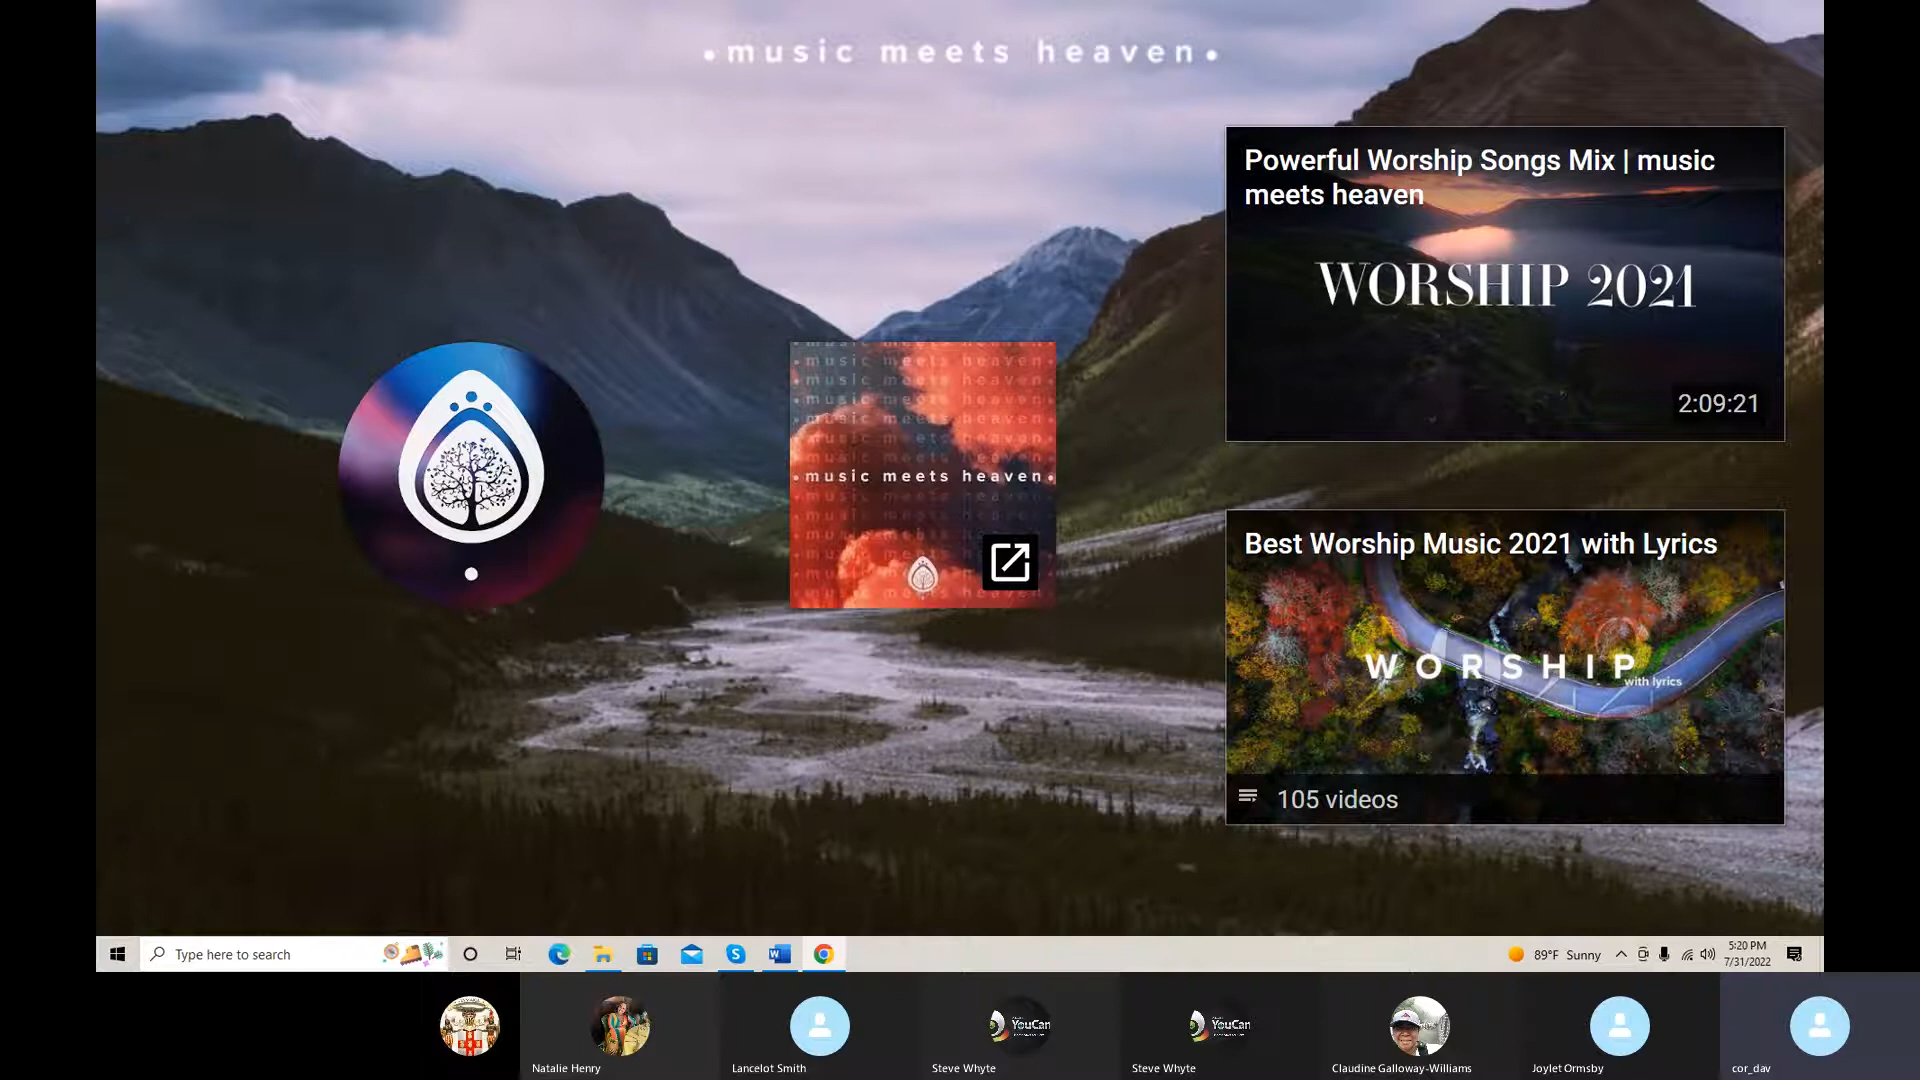 •music meets heaven•
Powerful Worship Songs Mix | music
meets heaven
WORSHIP 2021
2:09:21
•music meets heaven•
Best Worship Music 2021 with Lyrics
WORSHIP
with lyrics
105 videos
Type here to search
89°F Sunny
5:20 PM
7/31/2022
YouCan
YouCan
Natalie Henry
Lancelot Smith
Steve Whyte
Steve Whyte
Claudine Galloway-Williams
Joylet Ormsby
cor_dav